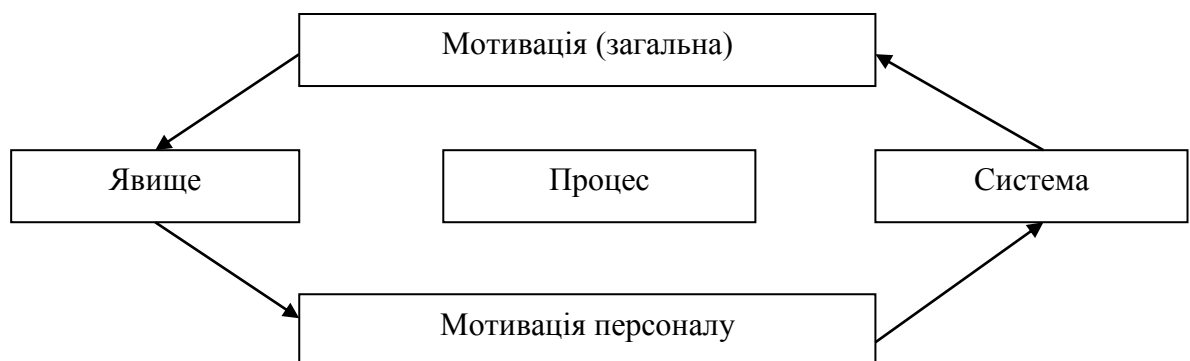 Мотивація (загальна)
Явище
Процес
Система
Мотивація персоналу